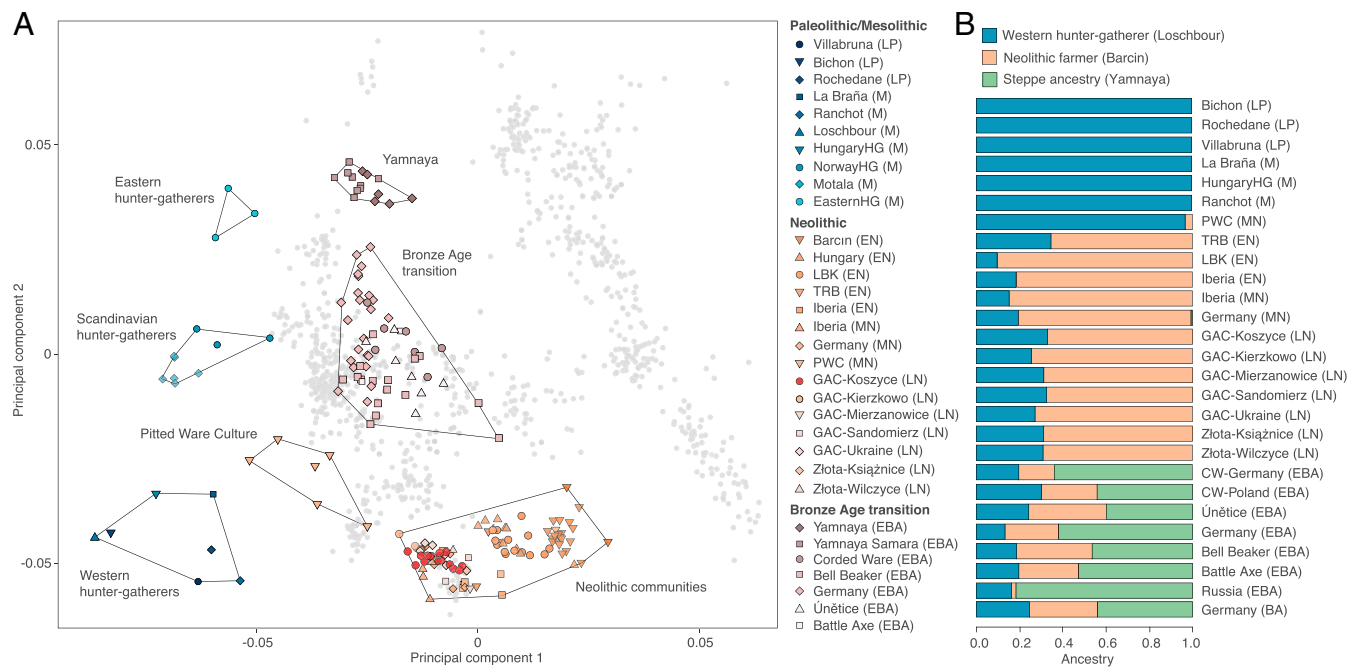 A
Yamnaya
Eastern
hunter-gatherers
Bronze Age
transition
Scandinavian
hunter-gatherers
Pitted Ware Culture
Western
hunter-gatherers
Neolithic communities
Principal component 2
0.05
0
-0.05
-0.05
0
0.05
Principal component 1
Paleolithic/Mesolithic
Villabruna (LP)
Bichon (LP)
Rochedane (LP)
La Braña (M)
Ranchot (M)
Loschbour (M)
HungaryHG (M)
NorwayHG (M)
Motala (M)
EasternHG (M)
Neolithic
Barcın (EN)
Hungary (EN)
LBK (EN)
TRB (EN)
Iberia (EN)
Iberia (MN)
Germany (MN)
PWC (MN)
GAC-Koszyce (LN)
GAC-Kierzkowo (LN)
GAC-Mierzanowice (LN)
GAC-Sandomierz (LN)
GAC-Ukraine (LN)
Złota-Książnice (LN)
Złota-Wilczyce (LN)
Bronze Age transition
Yamnaya (EBA)
Yamnaya Samara (EBA)
Corded Ware (EBA)
Bell Beaker (EBA)
Germany (EBA)
Únětice (EBA)
Battle Axe (EBA)
B
Western hunter-gatherer (Loschbour)
Neolithic farmer (Barcin)
Steppe ancestry (Yamnaya)
Bichon (LP)
Rochedane (LP)
Villabruna (LP)
La Braña (M)
HungaryHG (M)
Ranchot (M)
PWC (MN)
TRB (EN)
LBK (EN)
Iberia (EN)
Iberia (MN)
Germany (MN)
GAC-Koszyce (LN)
GAC-Kierzkowo (LN)
GAC-Mierzanowice (LN)
GAC-Sandomierz (LN)
GAC-Ukraine (LN)
Złota-Książnice (LN)
Złota-Wilczyce (LN)
CW-Germany (EBA)
CW-Poland (EBA)
Únětice (EBA)
Germany (EBA)
Bell Beaker (EBA)
Battle Axe (EBA)
Russia (EBA)
Germany (BA)
0.0 0.2 0.4 0.6 0.8 1.0
Ancestry